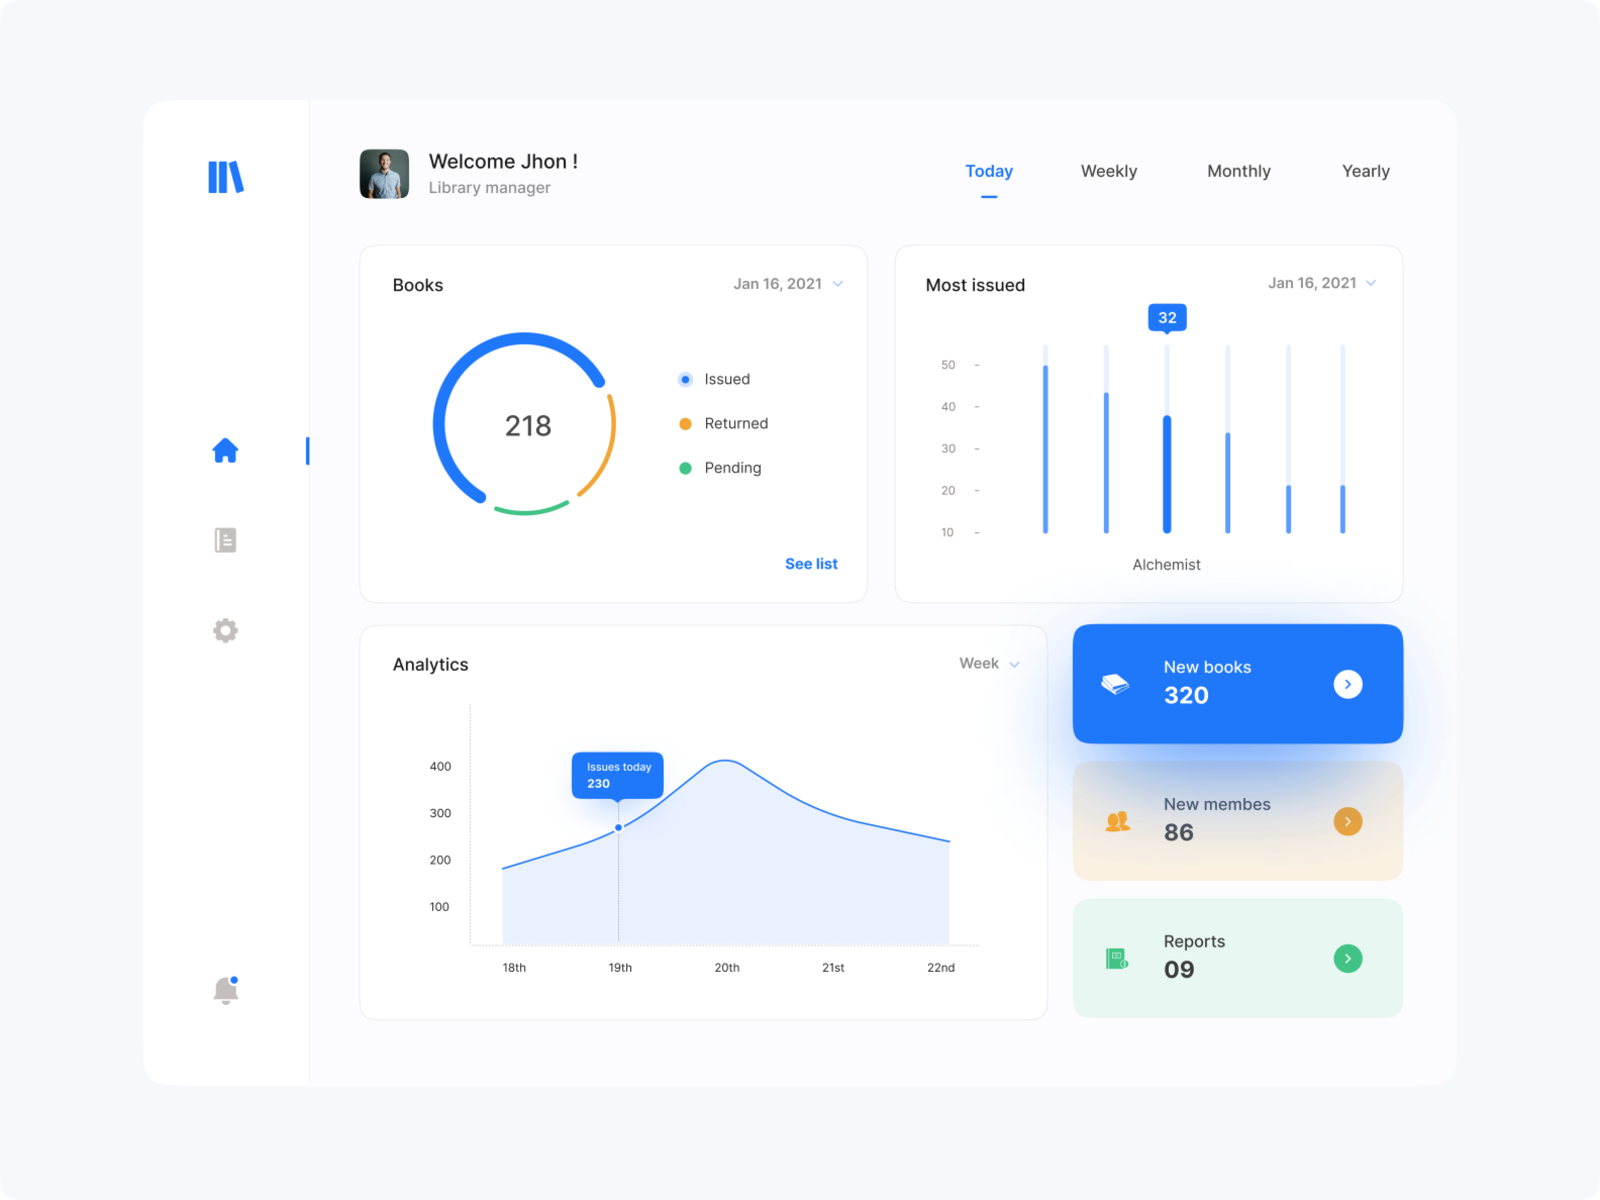 Welcome Jhon !
Library manager
Today
Weekly
Monthly
Yearly
Books
Jan 16, 2021
218
Issued
Returned
Pending
See list
Most issued
Jan 16, 2021
32
50 -
40 -
30 -
20 -
10 -
Alchemist
Analytics
Week
400
300
200
100
Issues today
230
18th
19th
20th
21st
22nd
New books
320
New membes
86
Reports
09